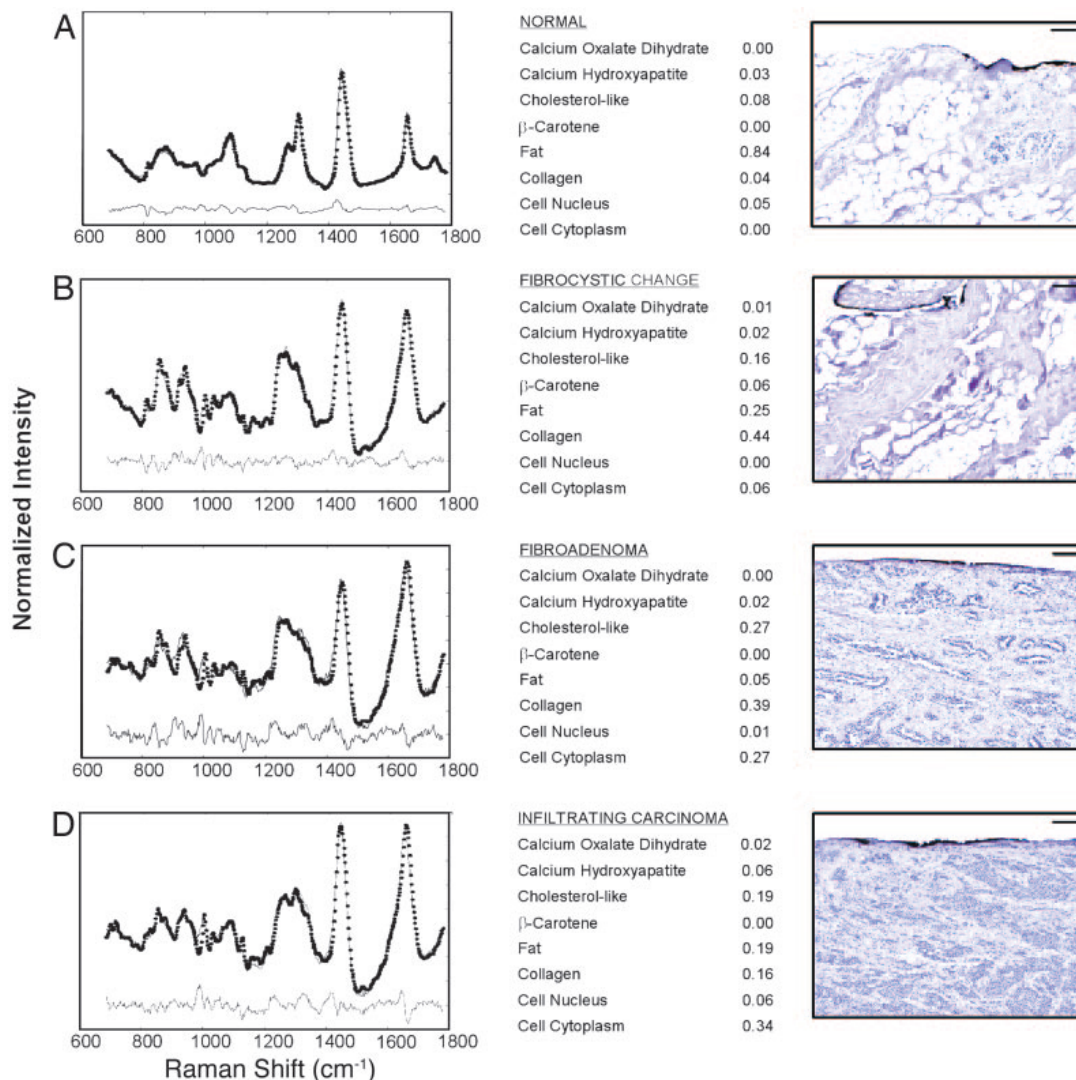 Normalized Intensity
A
600 800 1000 1200 1400 1600 1800
NORMAL
Calcium Oxalate Dihydrate 0.00
Calcium Hydroxyapatite 0.03
Cholesterol-like 0.08
β-Carotene 0.00
Fat 0.84
Collagen 0.04
Cell Nucleus 0.05
Cell Cytoplasm 0.00
B
600 800 1000 1200 1400 1600 1800
FIBROCYSTIC CHANGE
Calcium Oxalate Dihydrate 0.01
Calcium Hydroxyapatite 0.02
Cholesterol-like 0.16
β-Carotene 0.06
Fat 0.25
Collagen 0.44
Cell Nucleus 0.00
Cell Cytoplasm 0.06
C
600 800 1000 1200 1400 1600 1800
FIBROADENOMA
Calcium Oxalate Dihydrate 0.00
Calcium Hydroxyapatite 0.02
Cholesterol-like 0.27
β-Carotene 0.00
Fat 0.05
Collagen 0.39
Cell Nucleus 0.01
Cell Cytoplasm 0.27
D
600 800 1000 1200 1400 1600 1800
Raman Shift (cm⁻¹)
INFILTRATING CARCINOMA
Calcium Oxalate Dihydrate 0.02
Calcium Hydroxyapatite 0.06
Cholesterol-like 0.19
β-Carotene 0.00
Fat 0.19
Collagen 0.16
Cell Nucleus 0.06
Cell Cytoplasm 0.34